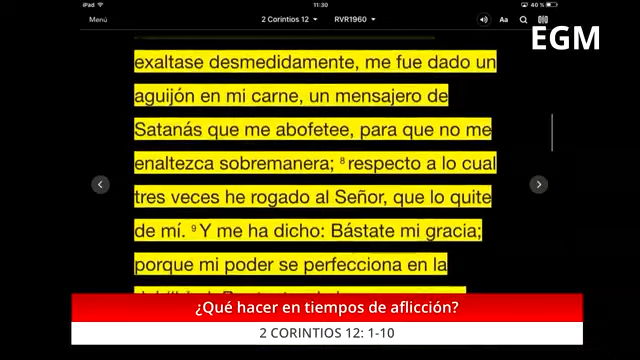 iPad
11:30
40 %
Menú
2 Corintios 12
RVR1960
Aa
EGM
exaltase desmedidamente, me fue dado un
aguijón en mi carne, un mensajero de
Satanás que me abofetee, para que no me
enaltezca sobremanera; 8 respecto a lo cual
tres veces he rogado al Señor, que lo quite
de mí. 9 Y me ha dicho: Bástate mi gracia;
porque mi poder se perfecciona en la
¿Qué hacer en tiempos de aflicción?
2 CORINTIOS 12: 1-10